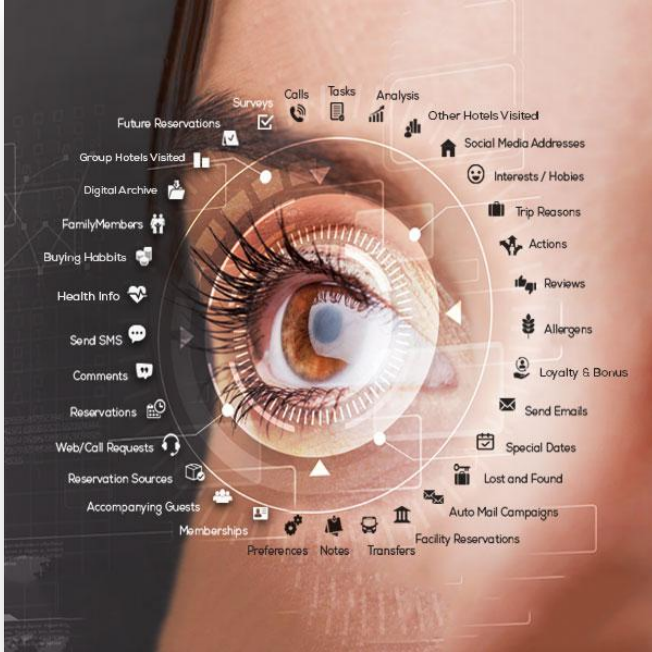 Calls
Tasks
Analysis
Surveys
Other Hotels Visited
Future Reservations
Social Media Addresses
Group Hotels Visited
Interests / Hobies
Digital Archive
Trip Reasons
FamilyMembers
Actions
Buying Habbits
Reviews
Health Info
Allergens
Send SMS
Loyalty & Bonus
Comments
Send Emails
Reservations
Special Dates
Web/Call Requests
Lost and Found
Reservation Sources
Auto Mail Campaigns
Accompanying Guests
Facility Reservations
Memberships
Preferences
Notes
Transfers